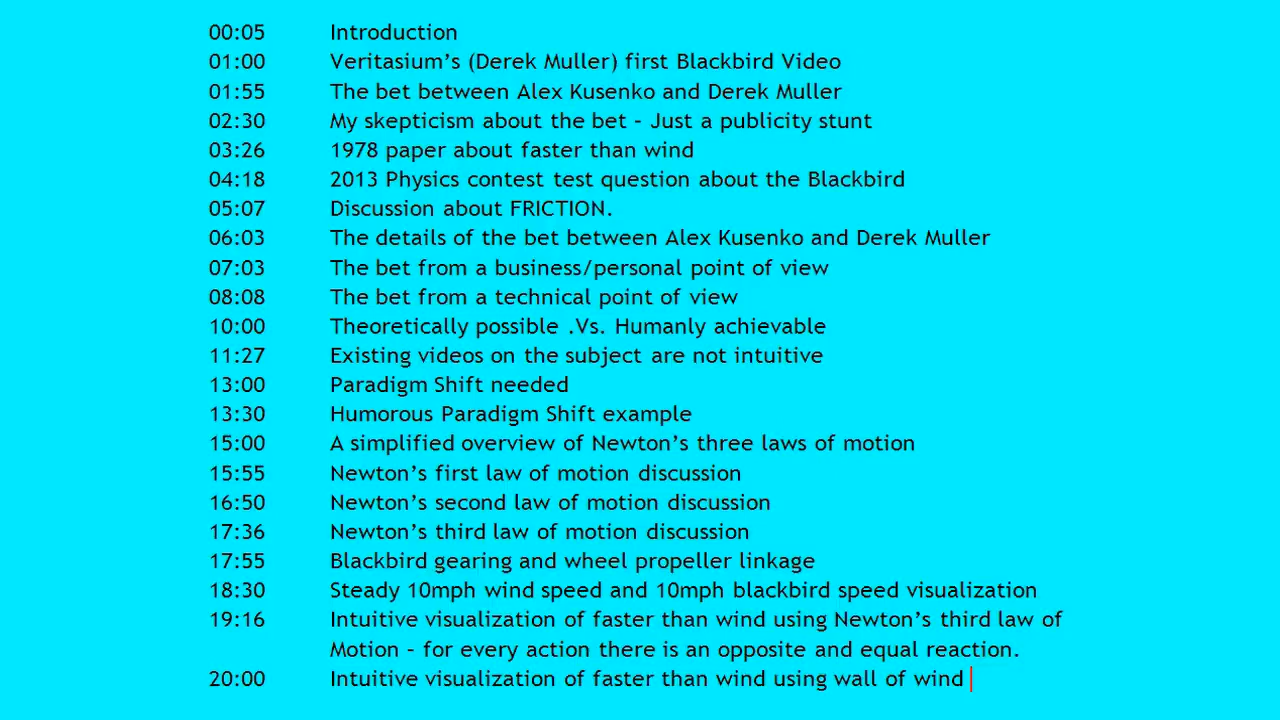 00:05 Introduction
01:00 Veritasium’s (Derek Muller) first Blackbird Video
01:55 The bet between Alex Kusenko and Derek Muller
02:30 My skepticism about the bet - Just a publicity stunt
03:26 1978 paper about faster than wind
04:18 2013 Physics contest test question about the Blackbird
05:07 Discussion about FRICTION.
06:03 The details of the bet between Alex Kusenko and Derek Muller
07:03 The bet from a business/personal point of view
08:08 The bet from a technical point of view
10:00 Theoretically possible .Vs. Humanly achievable
11:27 Existing videos on the subject are not intuitive
13:00 Paradigm Shift needed
13:30 Humorous Paradigm Shift example
15:00 A simplified overview of Newton’s three laws of motion
15:55 Newton’s first law of motion discussion
16:50 Newton’s second law of motion discussion
17:36 Newton’s third law of motion discussion
17:55 Blackbird gearing and wheel propeller linkage
18:30 Steady 10mph wind speed and 10mph blackbird speed visualization
19:16 Intuitive visualization of faster than wind using Newton’s third law of
Motion – for every action there is an opposite and equal reaction.
20:00 Intuitive visualization of faster than wind using wall of wind